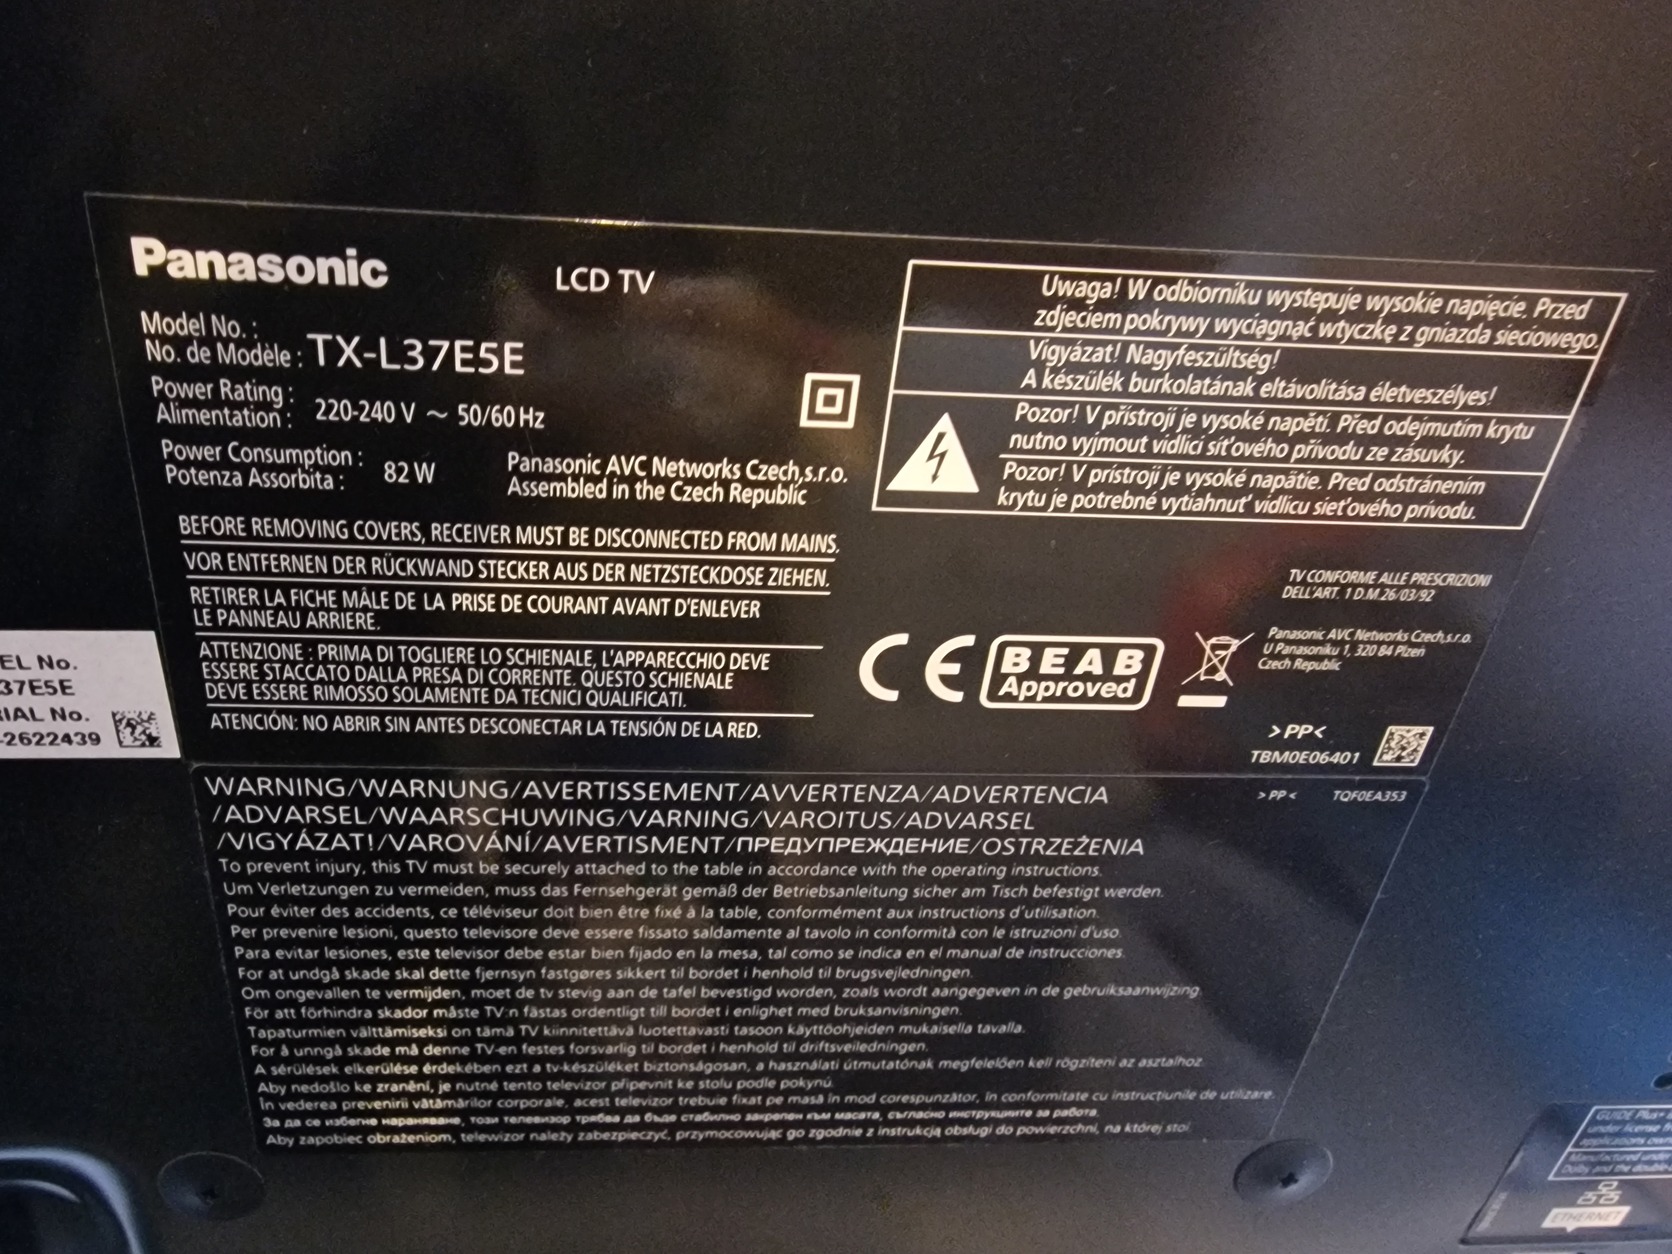 Panasonic
LCD TV
Model No. :
No. de Modèle : TX-L37E5E
Power Rating :
Alimentation : 220-240 V ~ 50/60 Hz
Power Consumption :
Potenza Assorbita : 82 W
Panasonic AVC Networks Czech,s.r.o.
Assembled in the Czech Republic
BEFORE REMOVING COVERS, RECEIVER MUST BE DISCONNECTED FROM MAINS.
VOR ENTFERNEN DER RÜCKWAND STECKER AUS DER NETZSTECKDOSE ZIEHEN.
RETIRER LA FICHE MÂLE DE LA PRISE DE COURANT AVANT D'ENLEVER
LE PANNEAU ARRIERE.
ATTENZIONE : PRIMA DI TOGLIERE LO SCHIENALE, L'APPARECCHIO DEVE
ESSERE STACCATO DALLA PRESA DI CORRENTE. QUESTO SCHIENALE
DEVE ESSERE RIMOSSO SOLAMENTE DA TECNICI QUALIFICATI.
ATENCIÓN: NO ABRIR SIN ANTES DESCONECTAR LA TENSIÓN DE LA RED.
Uwaga! W odbiorniku wystepuje wysokie napięcie. Przed
zdjeciem pokrywy wyciągnąć wtyczkę z gniazda sieciowego.
Vigyázat! Nagyfeszültség!
A készülék burkolatának eltávolítása életveszélyes!
Pozor! V přístroji je vysoké napětí. Před odejmutím krytu
nutno vyjmout vidlici síťového přívodu ze zásuvky.
Pozor! V prístroji je vysoké napätie. Pred odstránením
krytu je potrebné vytiahnuť vidlicu sieťového prívodu.
TV CONFORME ALLE PRESCRIZIONI
DELL'ART. 1 D.M.26/03/92
CE
BEAB
Approved
Panasonic AVC Networks Czech,s.r.o.
U Panasoniku 1, 320 84 Plzeň
Czech Republic
>PP<
TBM0E06401
EL No.
37E5E
IAL No.
-2622439
>PP< TQF0EA353
WARNING/WARNUNG/AVERTISSEMENT/AVVERTENZA/ADVERTENCIA
/ADVARSEL/WAARSCHUWING/VARNING/VAROITUS/ADVARSEL
/VIGYÁZAT!/VAROVÁNÍ/AVERTISMENT/ПРЕДУПРЕЖДЕНИЕ/OSTRZEŻENIA
To prevent injury, this TV must be securely attached to the table in accordance with the operating instructions.
Um Verletzungen zu vermeiden, muss das Fernsehgerät gemäß der Betriebsanleitung sicher am Tisch befestigt werden.
Pour éviter des accidents, ce téléviseur doit bien être fixé à la table, conformément aux instructions d'utilisation.
Per prevenire lesioni, questo televisore deve essere fissato saldamente al tavolo in conformità con le istruzioni d'uso.
Para evitar lesiones, este televisor debe estar bien fijado en la mesa, tal como se indica en el manual de instrucciones.
For at undgå skade skal dette fjernsyn fastgøres sikkert til bordet i henhold til brugsvejledningen.
Om ongevallen te vermijden, moet de tv stevig aan de tafel bevestigd worden, zoals wordt aangegeven in de gebruiksaanwijzing.
För att förhindra skador måste TV:n fästas ordentligt till bordet i enlighet med bruksanvisningen.
Tapaturmien välttämiseksi on tämä TV kiinnitettävä luotettavasti tasoon käyttöohjeiden mukaisella tavalla.
For å unngå skade må denne TV-en festes forsvarlig til bordet i henhold til driftsveiledningen.
A sérülések elkerülése érdekében ezt a tv-készüléket biztonságosan, a használati útmutatónak megfelelően kell rögzíteni az asztalhoz.
Aby nedošlo ke zranění, je nutné tento televizor připevnit ke stolu podle pokynů.
În vederea prevenirii vătămărilor corporale, acest televizor trebuie fixat pe masă în mod corespunzător, în conformitate cu instrucțiunile de utilizare.
За да се избегне нараняване, този телевизор трябва да бъде стабилно закрепен към масата, съгласно инструкциите за работа.
Aby zapobiec obrażeniom, telewizor należy zabezpieczyć, przymocowując go zgodnie z instrukcją obsługi do powierzchni, na której stoi.
GUIDE Plus+
under license
applications
Manufactured under
Dolby and the double
ETHERNET